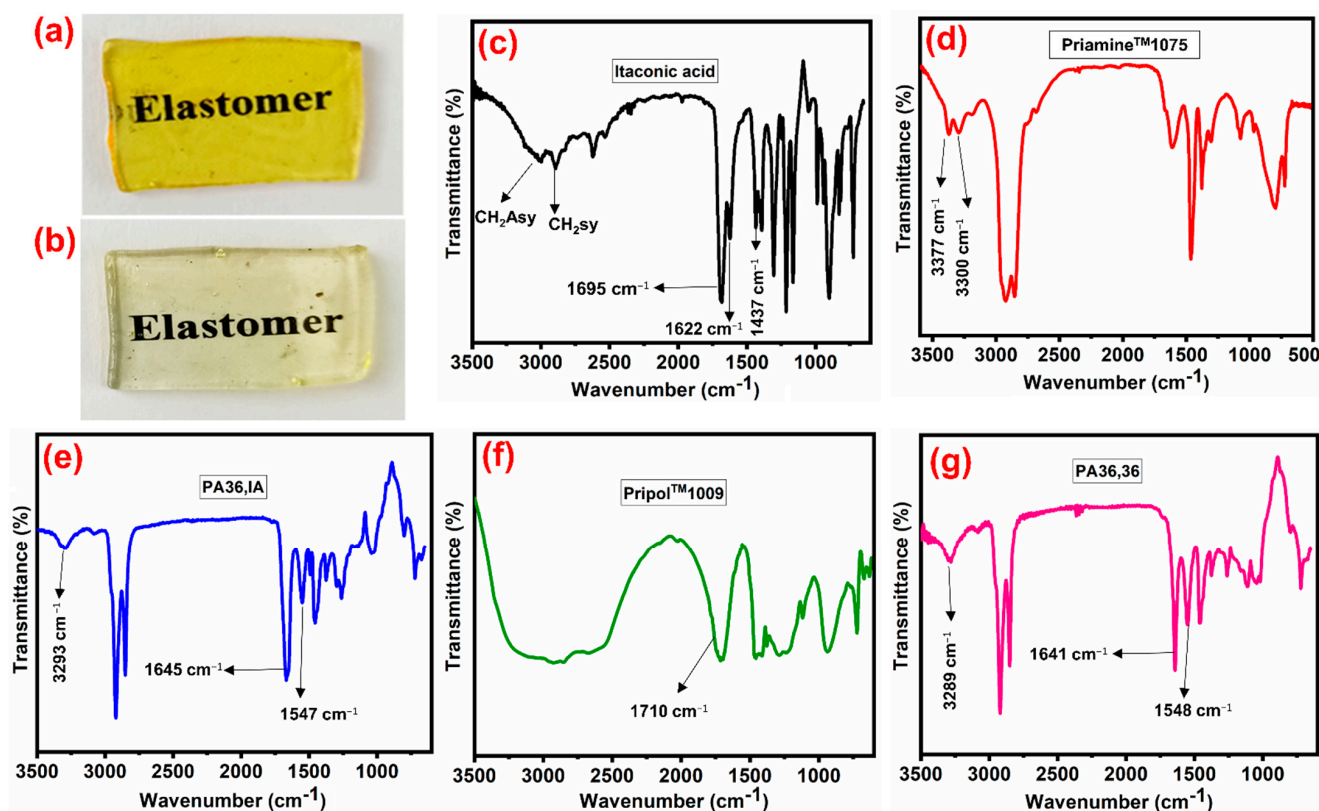 (a)
Elastomer
(b)
Elastomer
(c)
Itaconic acid
Transmittance (%)
CH₂Asy
CH₂sy
1695 cm⁻¹
1622 cm⁻¹
1437 cm⁻¹
3500 3000 2500 2000 1500 1000
Wavenumber (cm⁻¹)
(d)
Priamine™1075
Transmittance (%)
3377 cm⁻¹
3300 cm⁻¹
3500 3000 2500 2000 1500 1000 500
Wavenumber (cm⁻¹)
(e)
PA36,IA
Transmittance (%)
3293 cm⁻¹
1645 cm⁻¹
1547 cm⁻¹
3500 3000 2500 2000 1500 1000
Wavenumber (cm⁻¹)
(f)
Pripol™1009
Transmittance (%)
1710 cm⁻¹
3500 3000 2500 2000 1500 1000
Wavenumber (cm⁻¹)
(g)
PA36,36
Transmittance (%)
3289 cm⁻¹
1641 cm⁻¹
1548 cm⁻¹
3500 3000 2500 2000 1500 1000
Wavenumber (cm⁻¹)